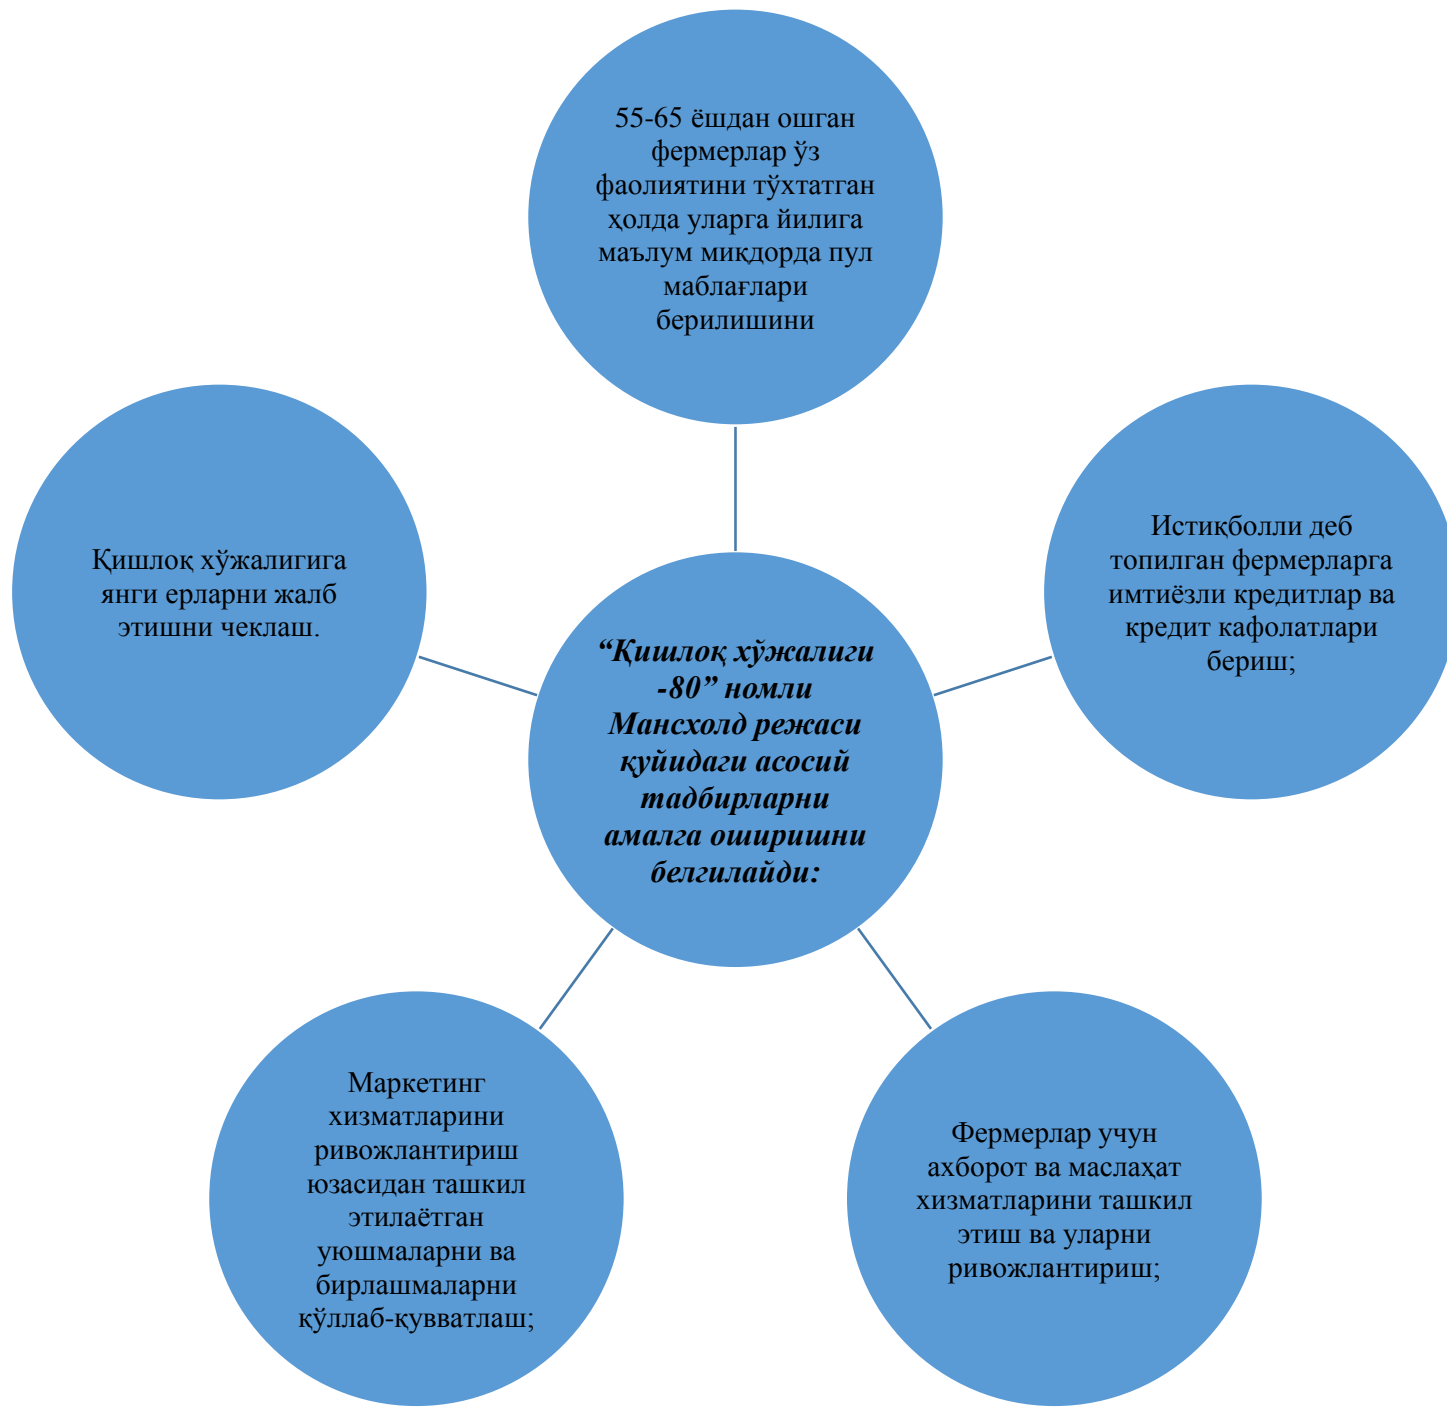 55-65 ёшдан ошган
фермерлар ўз
фаолиятини тўхтатган
ҳолда уларга йилига
маълум миқдорда пул
маблағлари
берилишини
Истиқболли деб
топилган фермерларга
имтиёзли кредитлар ва
кредит кафолатлари
бериш;
Қишлоқ хўжалигига
янги ерларни жалб
этишни чеклаш.
“Қишлоқ хўжалиги
-80” номли
Мансхолд режаси
қуйидаги асосий
тадбирларни
амалга оширишни
белгилайди:
Маркетинг
хизматларини
ривожлантириш
юзасидан ташкил
этилаётган
уюшмаларни ва
бирлашмаларни
қўллаб-қувватлаш;
Фермерлар учун
ахборот ва маслаҳат
хизматларини ташкил
этиш ва уларни
ривожлантириш;